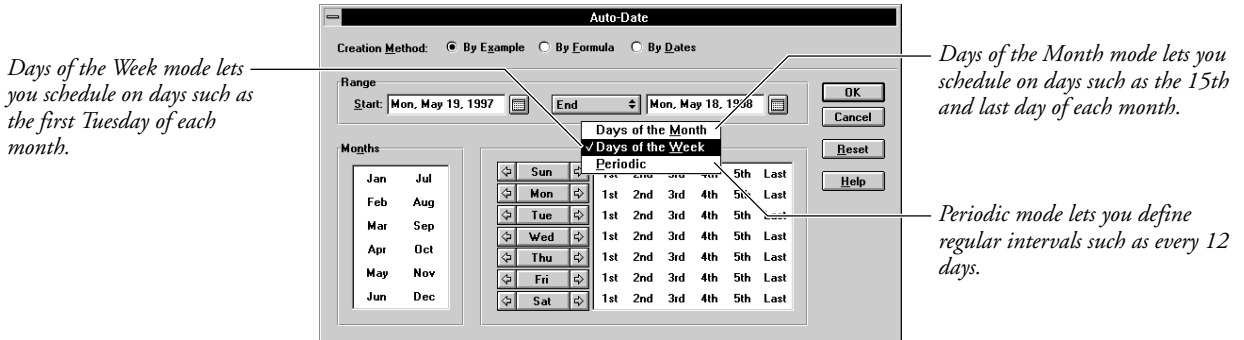 Auto-Date
Creation Method: By Example By Formula By Dates
Days of the Week mode lets
you schedule on days such as
the first Tuesday of each
month.
Range
Start: Mon, May 19, 1997 End Mon, May 18, 1998
OK
Cancel
Reset
Help
Days of the Month
✓Days of the Week
Periodic
Months
Jan Jul
Feb Aug
Mar Sep
Apr Oct
May Nov
Jun Dec
Sun 1st 2nd 3rd 4th 5th Last
Mon 1st 2nd 3rd 4th 5th Last
Tue 1st 2nd 3rd 4th 5th Last
Wed 1st 2nd 3rd 4th 5th Last
Thu 1st 2nd 3rd 4th 5th Last
Fri 1st 2nd 3rd 4th 5th Last
Sat 1st 2nd 3rd 4th 5th Last
Days of the Month mode lets you
schedule on days such as the 15th
and last day of each month.
Periodic mode lets you define
regular intervals such as every 12
days.